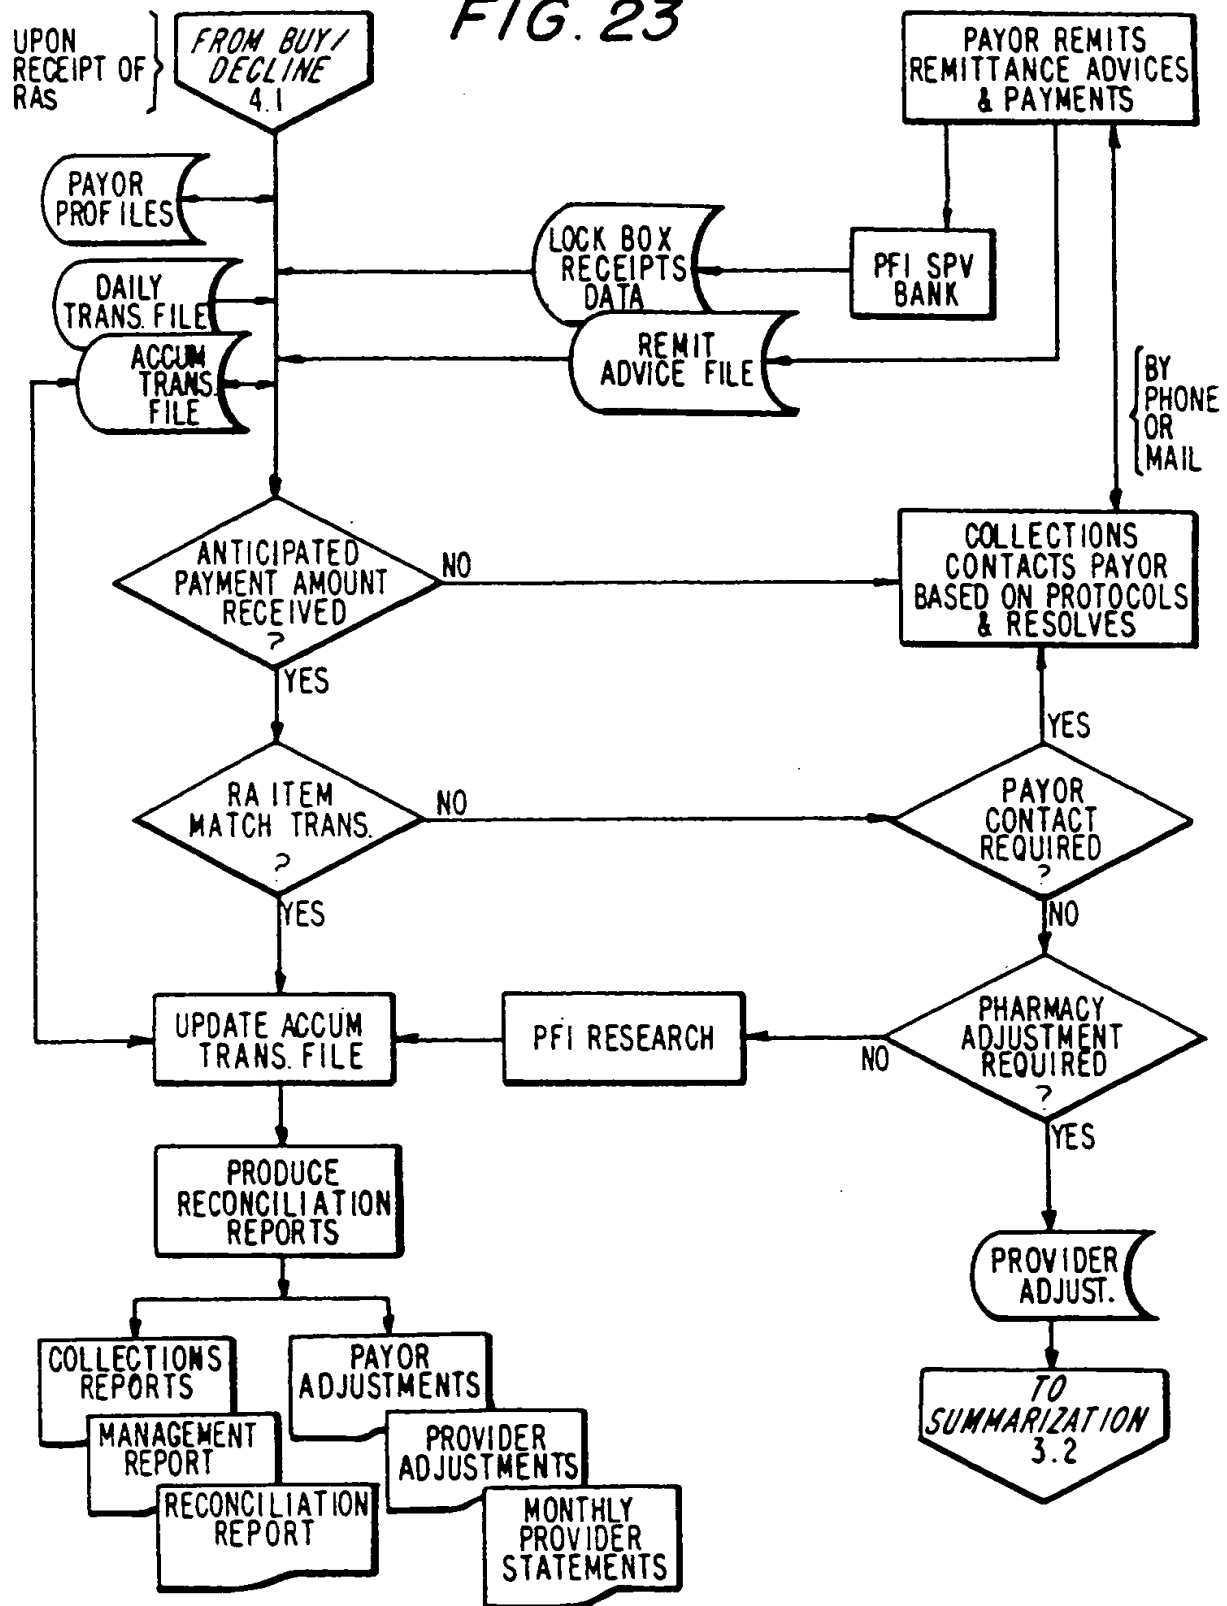 FIG. 23
UPON
RECEIPT OF
RAS
FROM BUY/
DECLINE
4.1
PAYOR REMITS
REMITTANCE ADVICES
& PAYMENTS
PAYOR
PROFILES
LOCK BOX
RECEIPTS
DATA
PFI SPV
BANK
DAILY
TRANS. FILE
ACCUM
TRANS.
FILE
REMIT
ADVICE FILE
BY
PHONE
OR
MAIL
ANTICIPATED
PAYMENT AMOUNT
RECEIVED
?
NO
COLLECTIONS
CONTACTS PAYOR
BASED ON PROTOCOLS
& RESOLVES
YES
YES
RA ITEM
MATCH TRANS.
?
NO
PAYOR
CONTACT
REQUIRED
?
YES
NO
UPDATE ACCUM
TRANS. FILE
PFI RESEARCH
NO
PHARMACY
ADJUSTMENT
REQUIRED
?
YES
PRODUCE
RECONCILIATION
REPORTS
PROVIDER
ADJUST.
COLLECTIONS
REPORTS
MANAGEMENT
REPORT
RECONCILIATION
REPORT
PAYOR
ADJUSTMENTS
PROVIDER
ADJUSTMENTS
MONTHLY
PROVIDER
STATEMENTS
TO
SUMMARIZATION
3.2